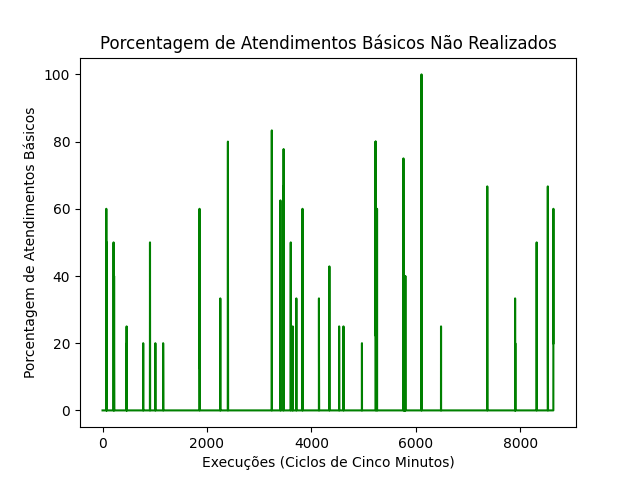 Porcentagem de Atendimentos Básicos Não Realizados
Porcentagem de Atendimentos Básicos
100
80
60
40
20
0
0 2000 4000 6000 8000
Execuções (Ciclos de Cinco Minutos)